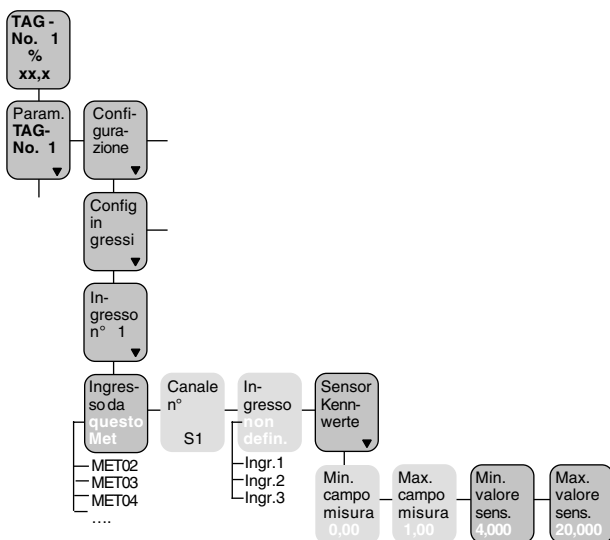 TAG -
No. 1
%
xx,x
Param.
TAG-
No. 1
Confi-
gura-
zione
Config
in
gressi
In-
gresso
n° 1
Ingres-
so da
questo
Met
MET02
MET03
MET04
....
Canale
n°
S1
In-
gresso
non
defin.
Ingr.1
Ingr.2
Ingr.3
Sensor
Kenn-
werte
Min.
campo
misura
0,00
Max.
campo
misura
1,00
Min.
valore
sens.
4,000
Max.
valore
sens.
20,000